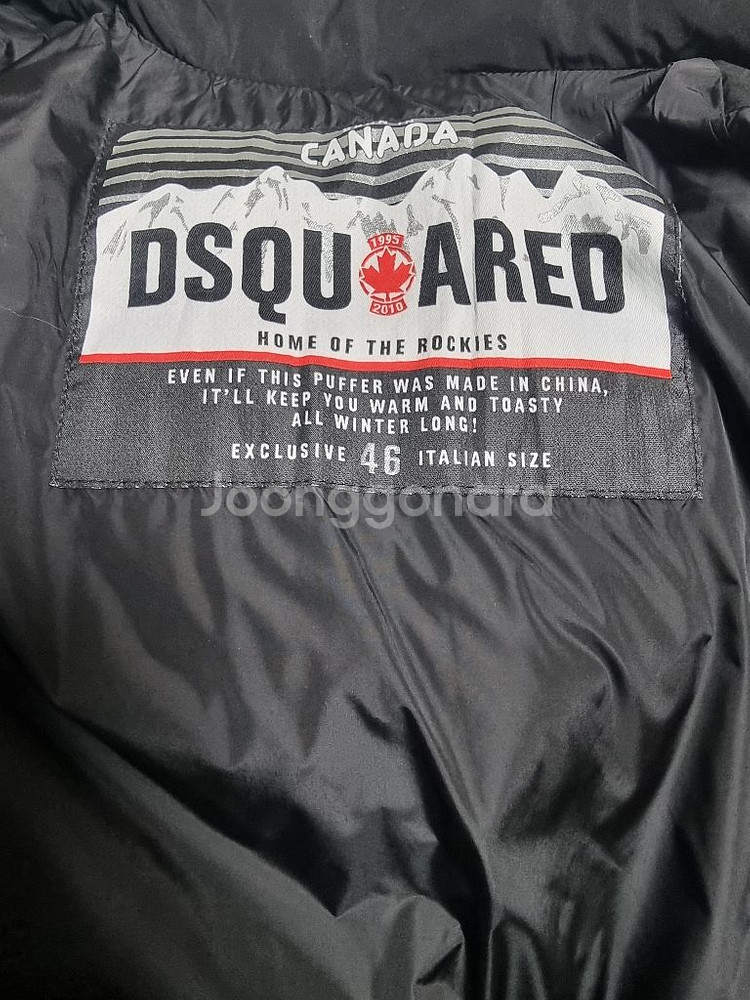 CANADA
DSQU ARED
1995
2010
HOME OF THE ROCKIES
EVEN IF THIS PUFFER WAS MADE IN CHINA,
IT'LL KEEP YOU WARM AND TOASTY
ALL WINTER LONG!
EXCLUSIVE 46 ITALIAN SIZE
Joonggonara